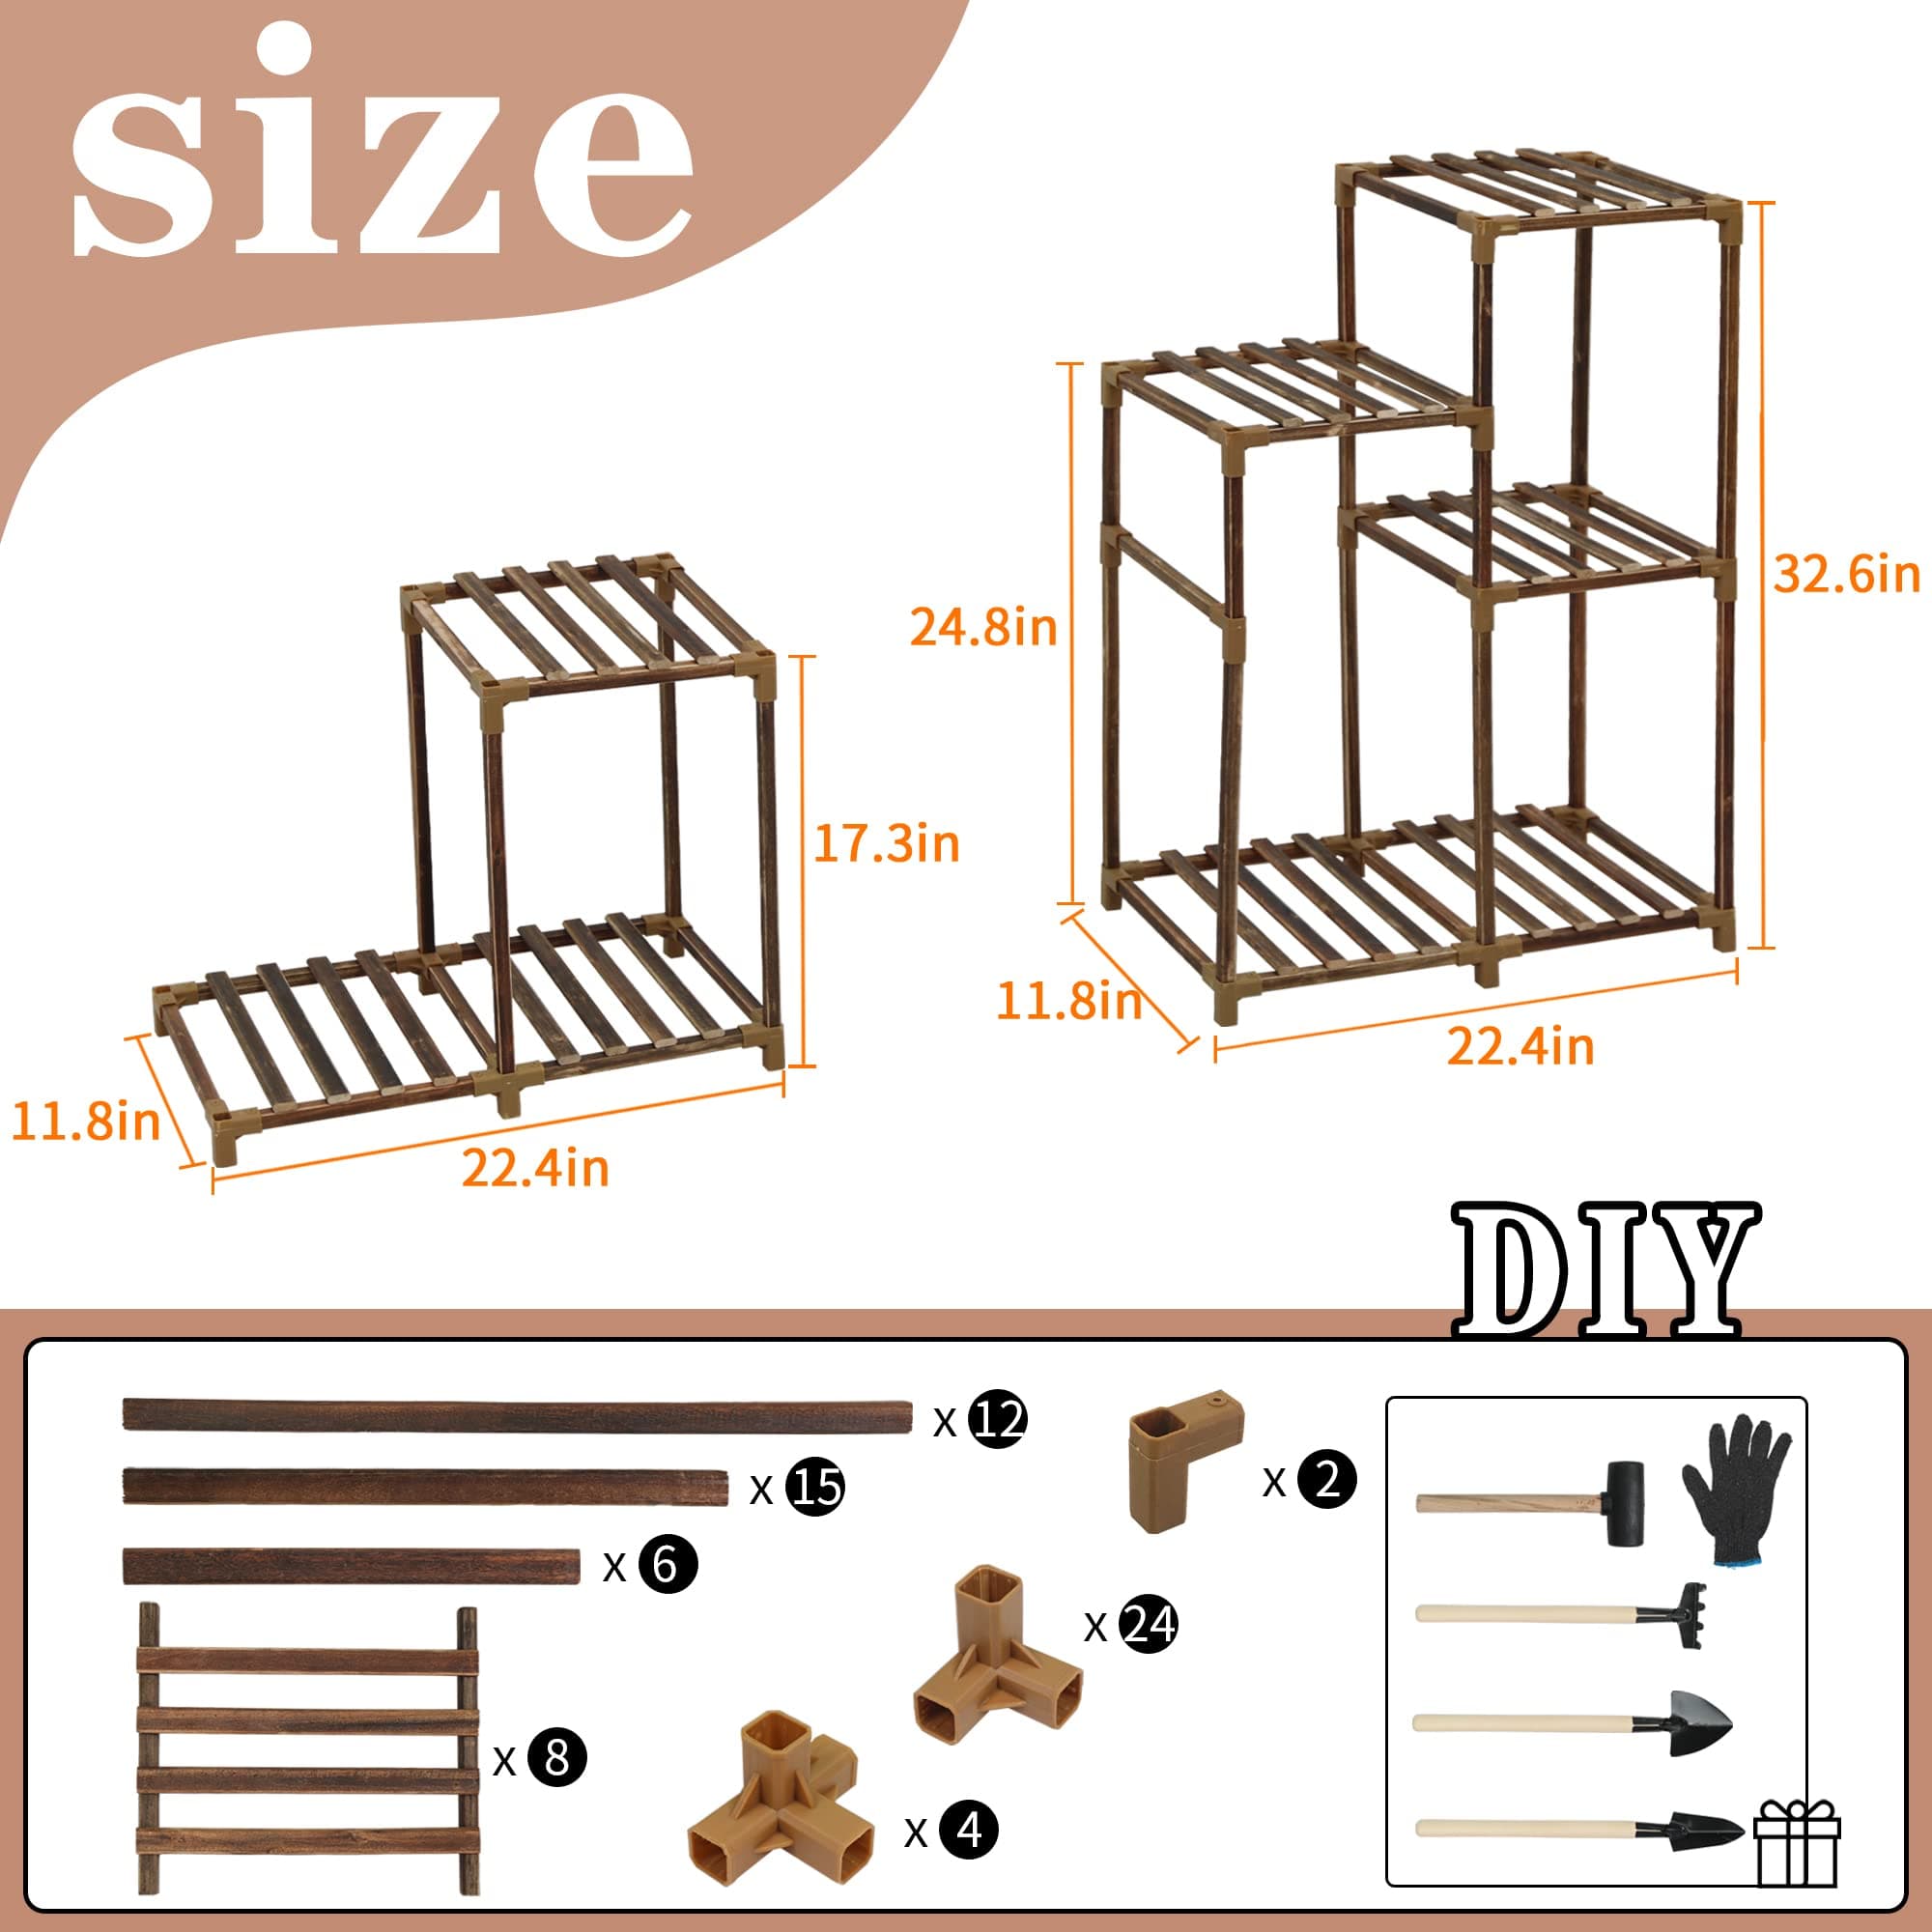 size
24.8in
32.6in
17.3in
11.8in
22.4in
11.8in
22.4in
DIY
x 12
x 15
x 6
x 8
x 2
x 24
x 4